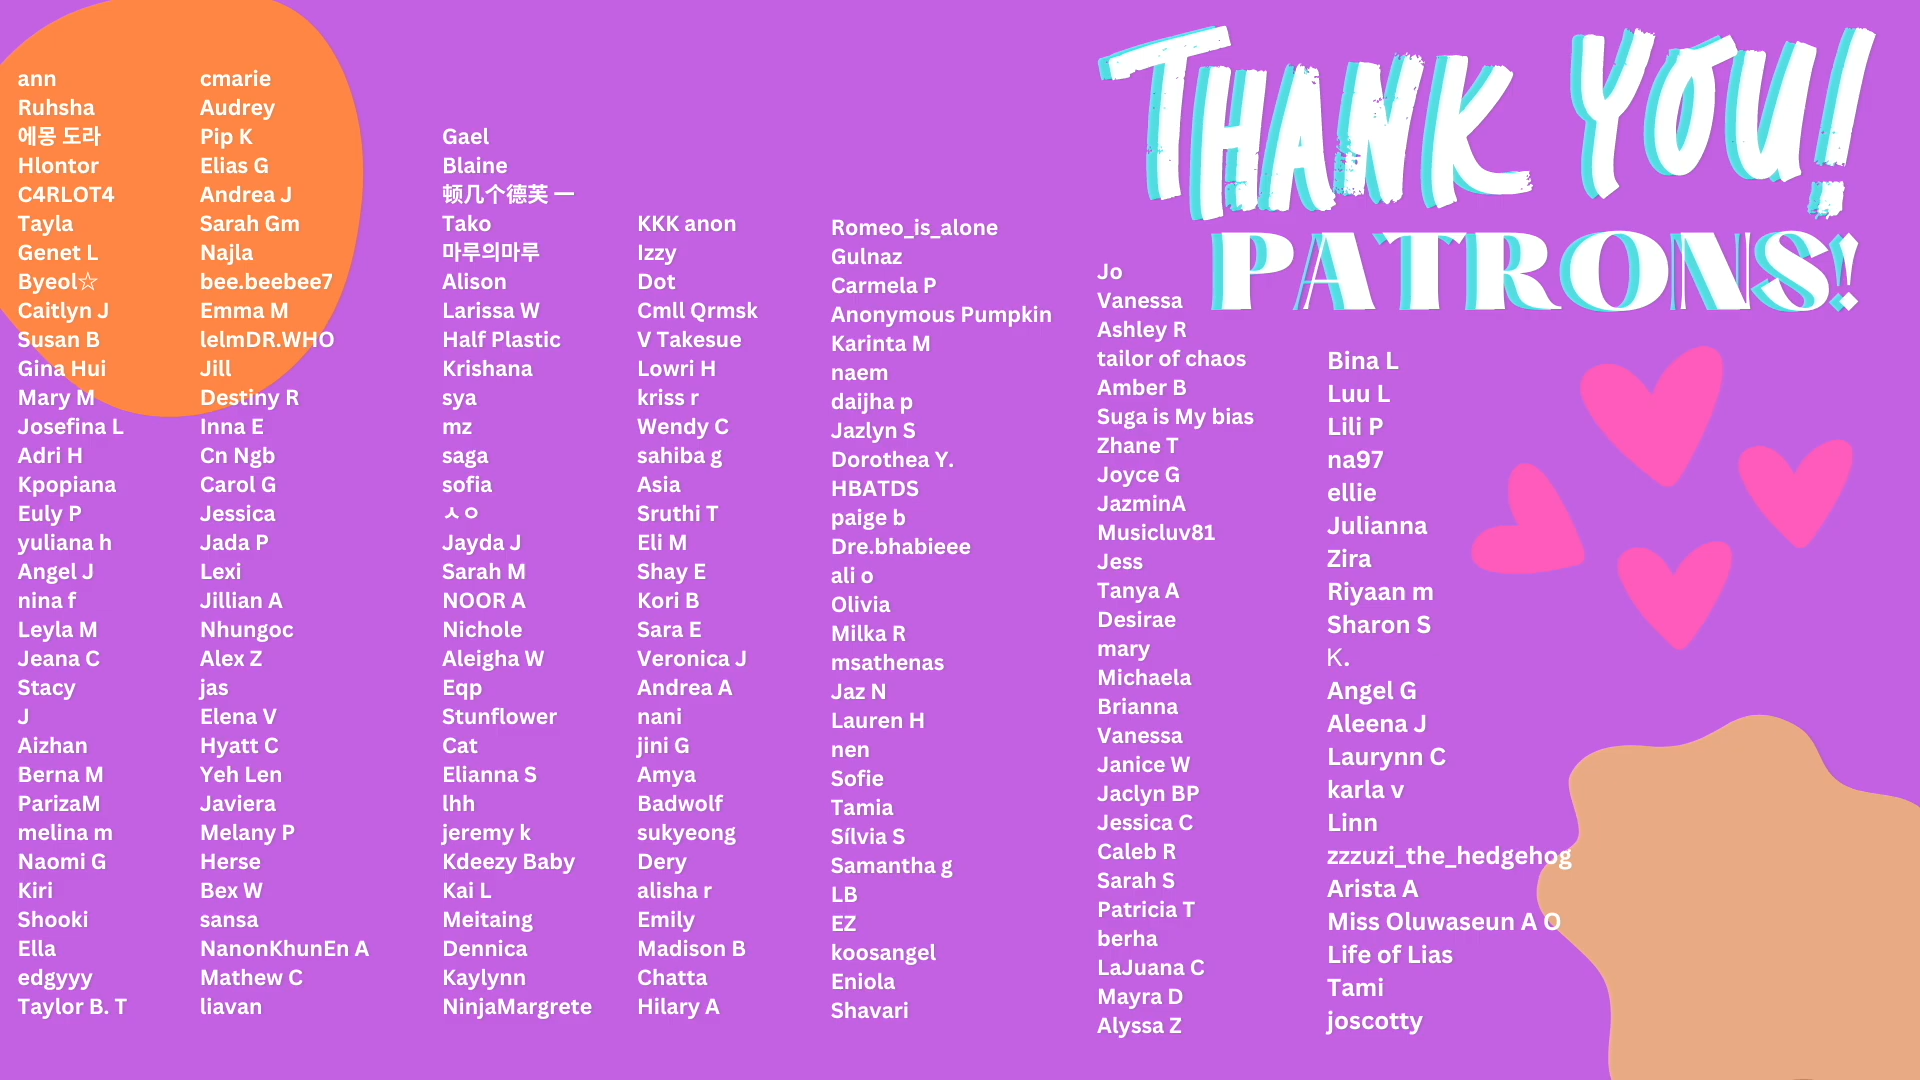 THANK YOU!
PATRONS!
ann
Ruhsha
에몽 도라
Hlontor
C4RLOT4
Tayla
Genet L
Byeol☆
Caitlyn J
Susan B
Gina Hui
Mary M
Josefina L
Adri H
Kpopiana
Euly P
yuliana h
Angel J
nina f
Leyla M
Jeana C
Stacy
J
Aizhan
Berna M
ParizaM
melina m
Naomi G
Kiri
Shooki
Ella
edgyyy
Taylor B. T
cmarie
Audrey
Pip K
Elias G
Andrea J
Sarah Gm
Najla
bee.beebee7
Emma M
lelmDR.WHO
Jill
Destiny R
Inna E
Cn Ngb
Carol G
Jessica
Jada P
Lexi
Jillian A
Nhungoc
Alex Z
jas
Elena V
Hyatt C
Yeh Len
Javiera
Melany P
Herse
Bex W
sansa
NanonKhunEn A
Mathew C
liavan
Gael
Blaine
顿几个德芙 一
Tako
마루의마루
Alison
Larissa W
Half Plastic
Krishana
sya
mz
saga
sofia
ㅅㅇ
Jayda J
Sarah M
NOOR A
Nichole
Aleigha W
Eqp
Stunflower
Cat
Elianna S
lhh
jeremy k
Kdeezy Baby
Kai L
Meitaing
Dennica
Kaylynn
NinjaMargrete
KKK anon
Izzy
Dot
Cmll Qrmsk
V Takesue
Lowri H
kriss r
Wendy C
sahiba g
Asia
Sruthi T
Eli M
Shay E
Kori B
Sara E
Veronica J
Andrea A
nani
jini G
Amya
Badwolf
sukyeong
Dery
alisha r
Emily
Madison B
Chatta
Hilary A
Romeo_is_alone
Gulnaz
Carmela P
Anonymous Pumpkin
Karinta M
naem
daijha p
Jazlyn S
Dorothea Y.
HBATDS
paige b
Dre.bhabieee
ali o
Olivia
Milka R
msathenas
Jaz N
Lauren H
nen
Sofie
Tamia
Sílvia S
Samantha g
LB
EZ
koosangel
Eniola
Shavari
Jo
Vanessa
Ashley R
tailor of chaos
Amber B
Suga is My bias
Zhane T
Joyce G
JazminA
Musicluv81
Jess
Tanya A
Desirae
mary
Michaela
Brianna
Vanessa
Janice W
Jaclyn BP
Jessica C
Caleb R
Sarah S
Patricia T
berha
LaJuana C
Mayra D
Alyssa Z
Bina L
Luu L
Lili P
na97
ellie
Julianna
Zira
Riyaan m
Sharon S
K.
Angel G
Aleena J
Laurynn C
karla v
Linn
zzzuzi_the_hedgehog
Arista A
Miss Oluwaseun A O
Life of Lias
Tami
joscotty